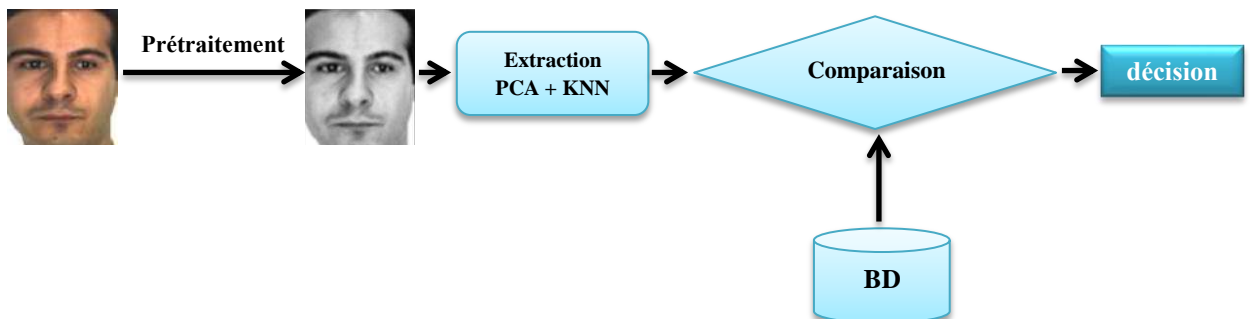 Prétraitement
Extraction
PCA + KNN
Comparaison
décision
BD